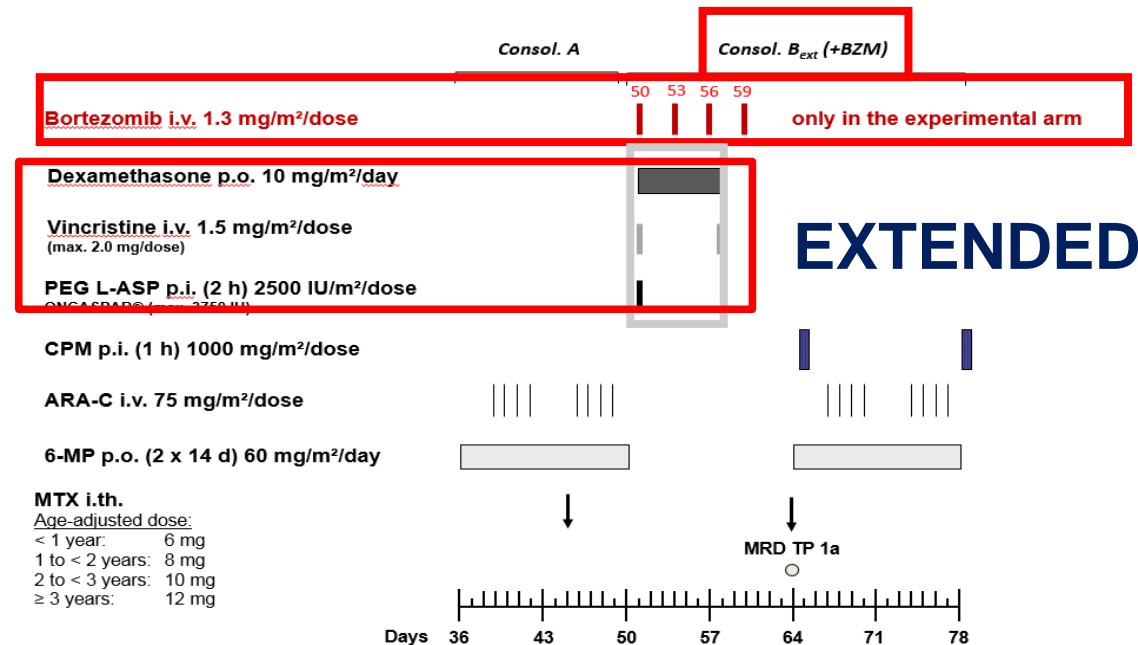 Consol. A
Consol. Bext (+BZM)
50 53 56 59
Bortezomib i.v. 1.3 mg/m²/dose
only in the experimental arm
Dexamethasone p.o. 10 mg/m²/day
Vincristine i.v. 1.5 mg/m²/dose
(max. 2.0 mg/dose)
EXTENDED
PEG L-ASP p.i. (2 h) 2500 IU/m²/dose
ONCASPAR® (max. 3750 IU)
CPM p.i. (1 h) 1000 mg/m²/dose
ARA-C i.v. 75 mg/m²/dose
6-MP p.o. (2 x 14 d) 60 mg/m²/day
MTX i.th.
Age-adjusted dose:
< 1 year: 6 mg
1 to < 2 years: 8 mg
2 to < 3 years: 10 mg
≥ 3 years: 12 mg
MRD TP 1a
Days 36 43 50 57 64 71 78